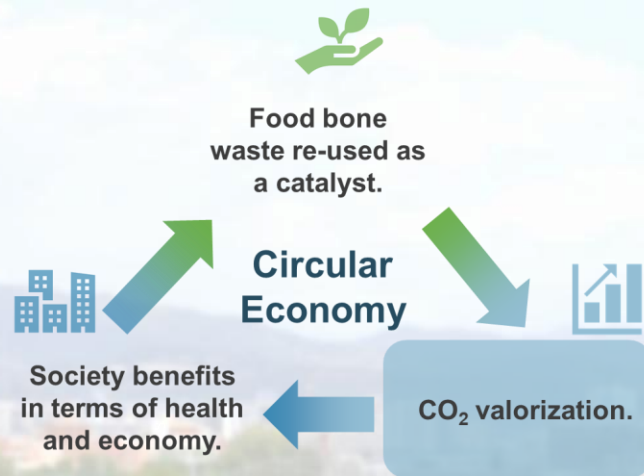 Food bone
waste re-used as
a catalyst.
Circular
Economy
Society benefits
in terms of health
and economy.
CO₂ valorization.